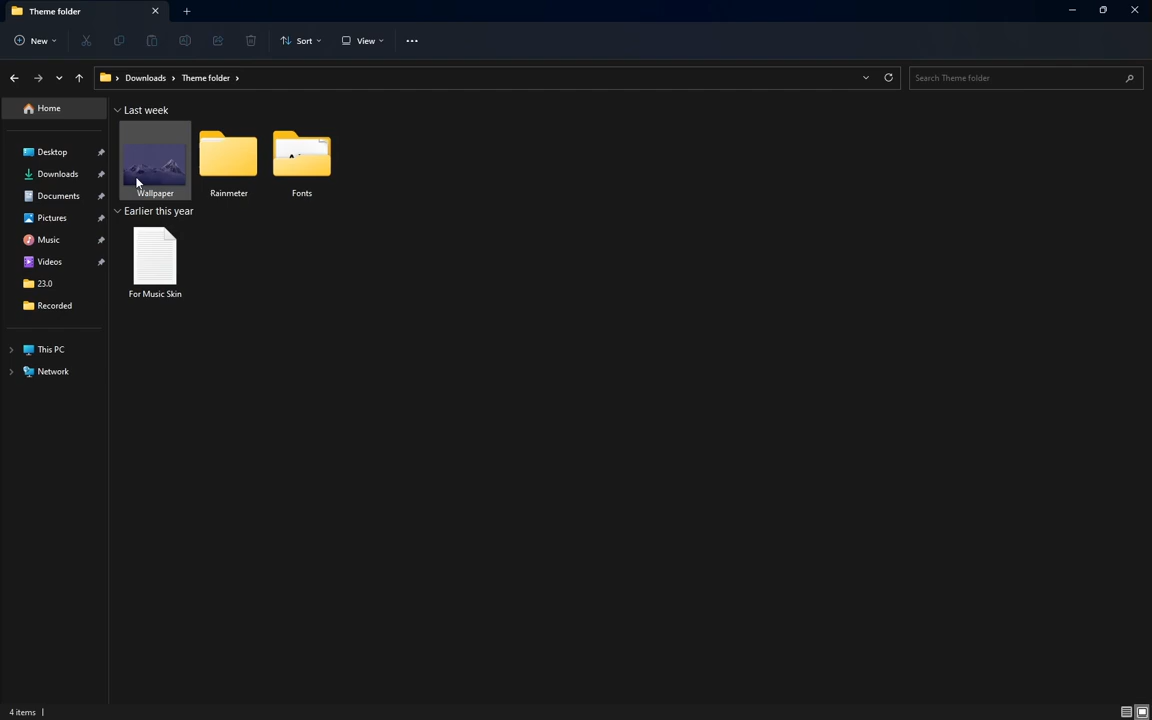 Theme folder
New
Sort
View
Downloads
Theme folder
Search Theme folder
Home
Last week
Desktop
Downloads
Documents
Pictures
Music
Videos
23.0
Recorded
This PC
Network
Wallpaper
Rainmeter
Fonts
Earlier this year
For Music Skin
4 items